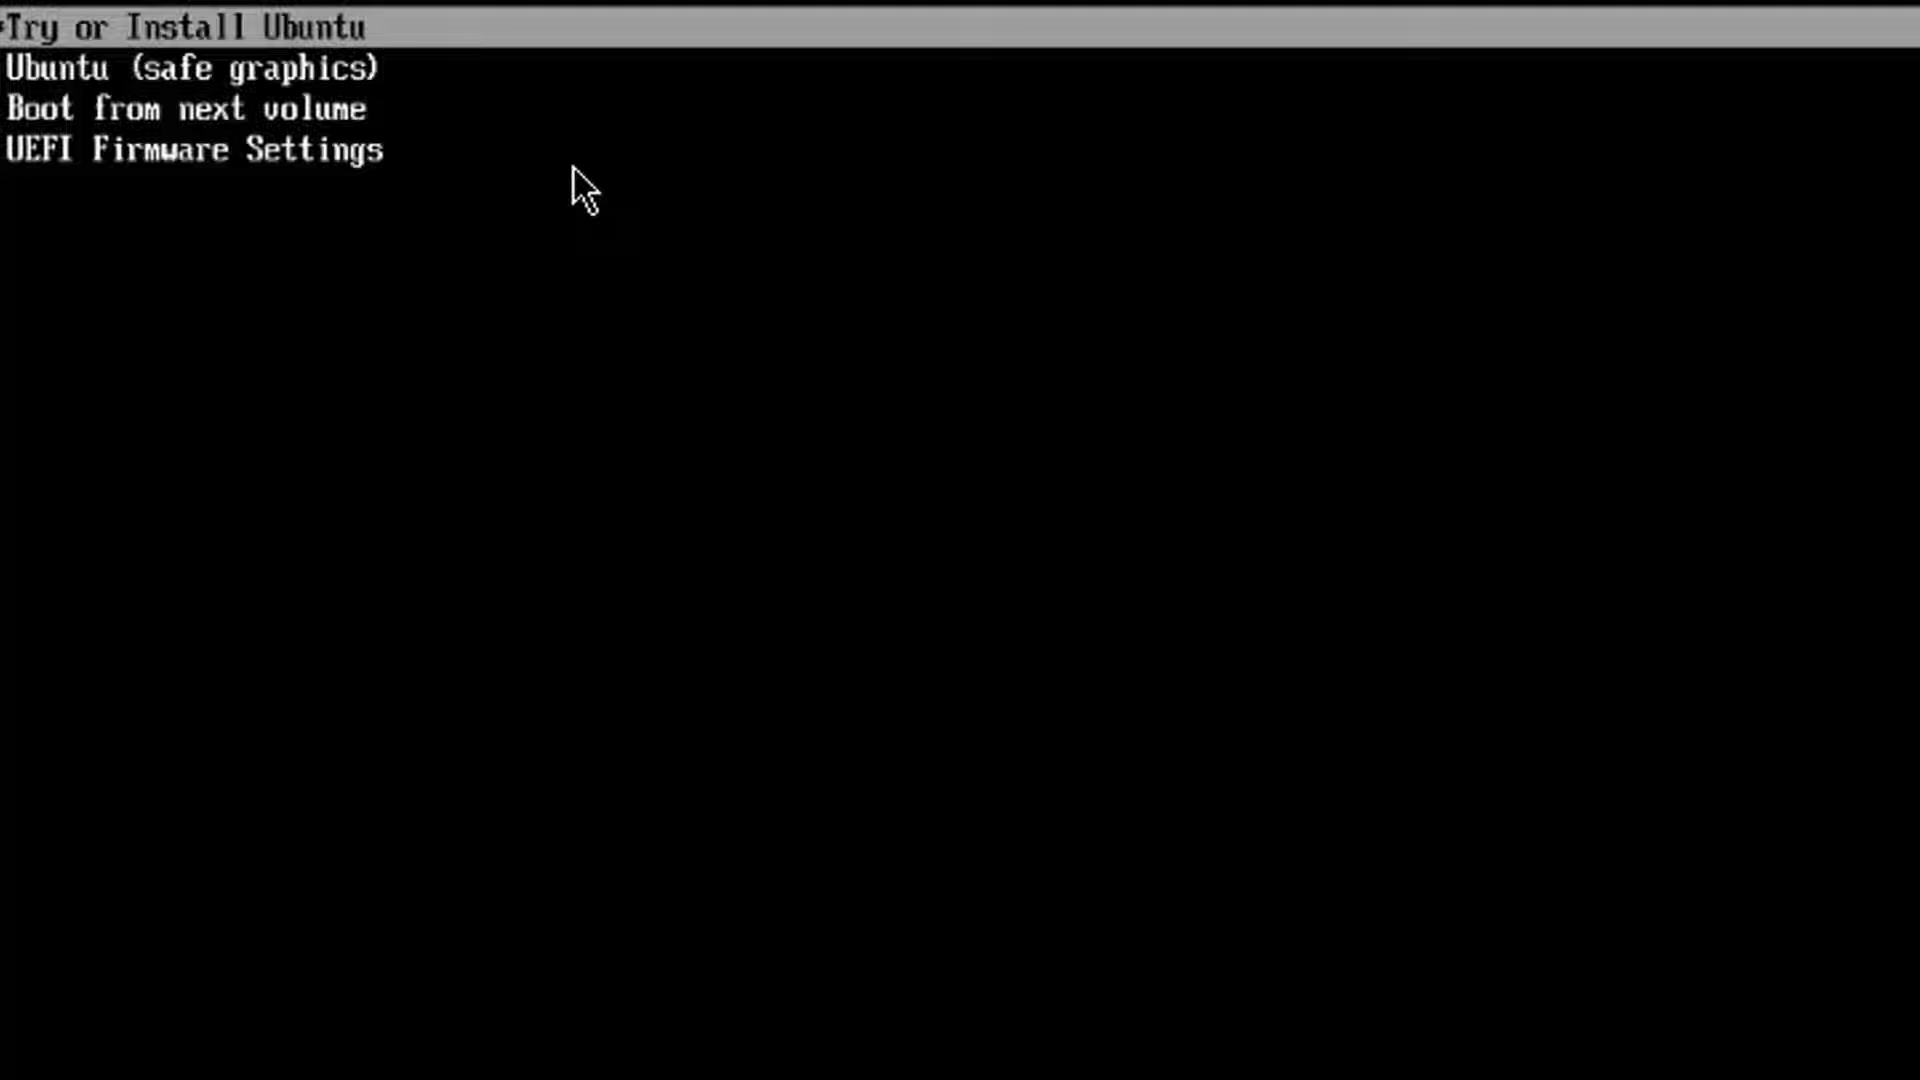 *Try or Install Ubuntu
Ubuntu (safe graphics)
Boot from next volume
UEFI Firmware Settings